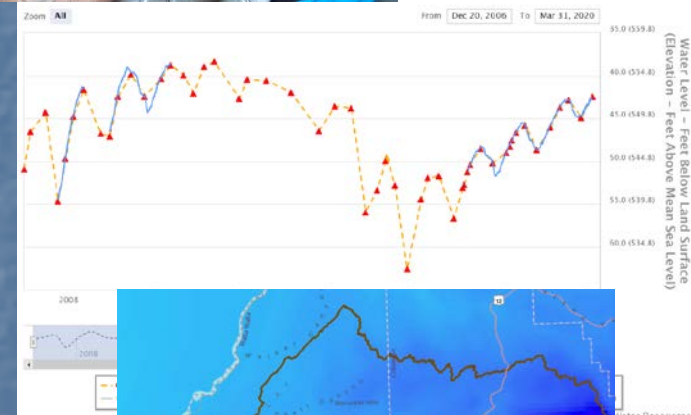 Zoom All
From Dec 20, 2006 To Mar 31, 2020
35.0 (559.8)
40.0 (554.8)
45.0 (549.8)
50.0 (544.8)
55.0 (539.8)
60.0 (534.8)
Water Level – Feet Below Land Surface
(Elevation – Feet Above Mean Sea Level)
2008
2008
12